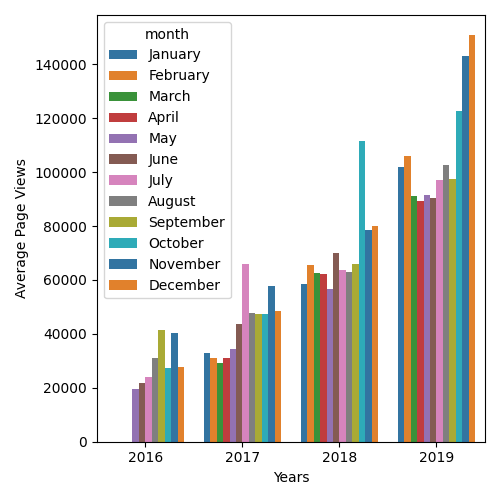 month
January
February
March
April
May
June
July
August
September
October
November
December
140000
120000
100000
80000
60000
40000
20000
0
Average Page Views
2016 2017 2018 2019
Years